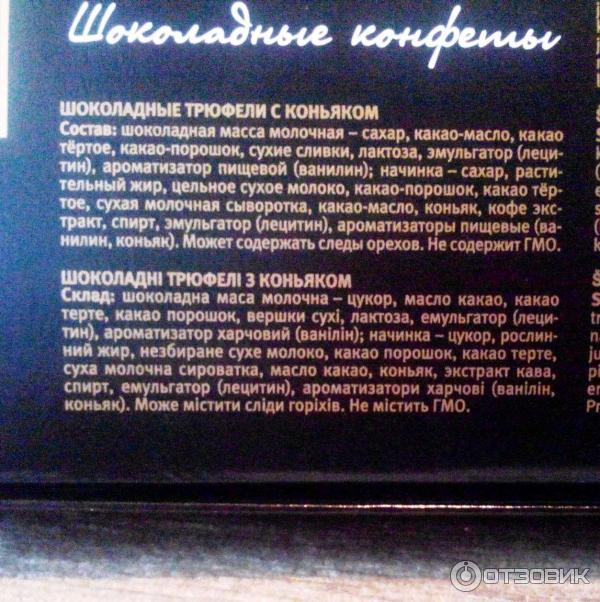 Шоколадные конфеты
ШОКОЛАДНЫЕ ТРЮФЕЛИ С КОНЬЯКОМ
Состав: шоколадная масса молочная – сахар, какао-масло, какао
тёртое, какао-порошок, сухие сливки, лактоза, эмульгатор (леци-
тин), ароматизатор пищевой (ванилин); начинка – сахар, расти-
тельный жир, цельное сухое молоко, какао-порошок, какао тёр-
тое, сухая молочная сыворотка, какао-масло, коньяк, кофе экс-
тракт, спирт, эмульгатор (лецитин), ароматизаторы пищевые (ва-
нилин, коньяк). Может содержать следы орехов. Не содержит ГМО.
ШОКОЛАДНІ ТРЮФЕЛІ З КОНЬЯКОМ
Склад: шоколадна маса молочна – цукор, масло какао, какао
терте, какао порошок, вершки сухі, лактоза, емульгатор (леци-
тин), ароматизатор харчовий (ванілін); начинка – цукор, рослин-
ний жир, незбиране сухе молоко, какао порошок, какао терте,
суха молочна сироватка, масло какао, коньяк, экстракт кава,
спирт, емульгатор (лецитин), ароматизатори харчові (ванілін,
коньяк). Може містити сліди горіхів. Не містить ГМО.
ОТЗОВИК